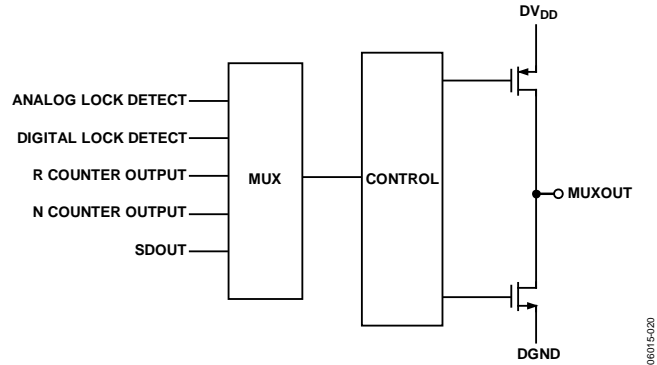 DVDD
ANALOG LOCK DETECT
DIGITAL LOCK DETECT
R COUNTER OUTPUT
N COUNTER OUTPUT
SDOUT
MUX
CONTROL
MUXOUT
DGND
06015-020